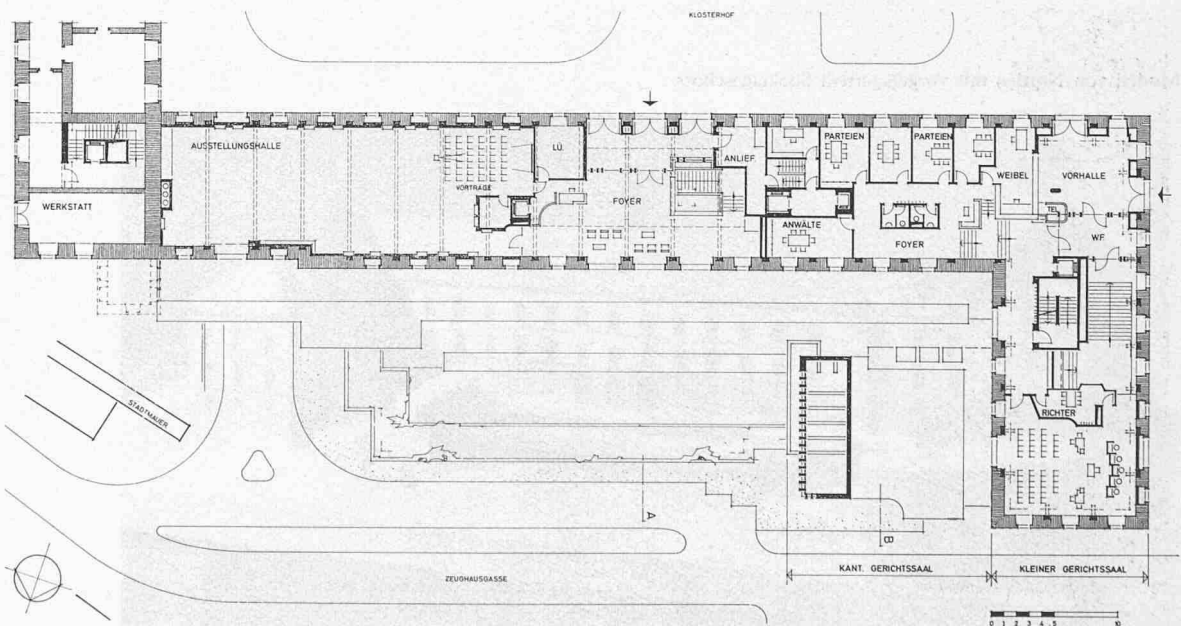 KLOSTERHOF
AUSSTELLUNGSHALLE
VORTRÄGE
LÜ.
FOYER
ANLIEF
PARTEIEN
PARTEIEN
WEIBEL
VORHALLE
TEL
W.F.
ANWÄLTE
FOYER
WERKSTATT
STADTMAUER
RICHTER
A
B
ZEUGHAUSGASSE
KANT. GERICHTSSAAL
KLEINER GERICHTSSAAL
0 1 2 3 4 5 10